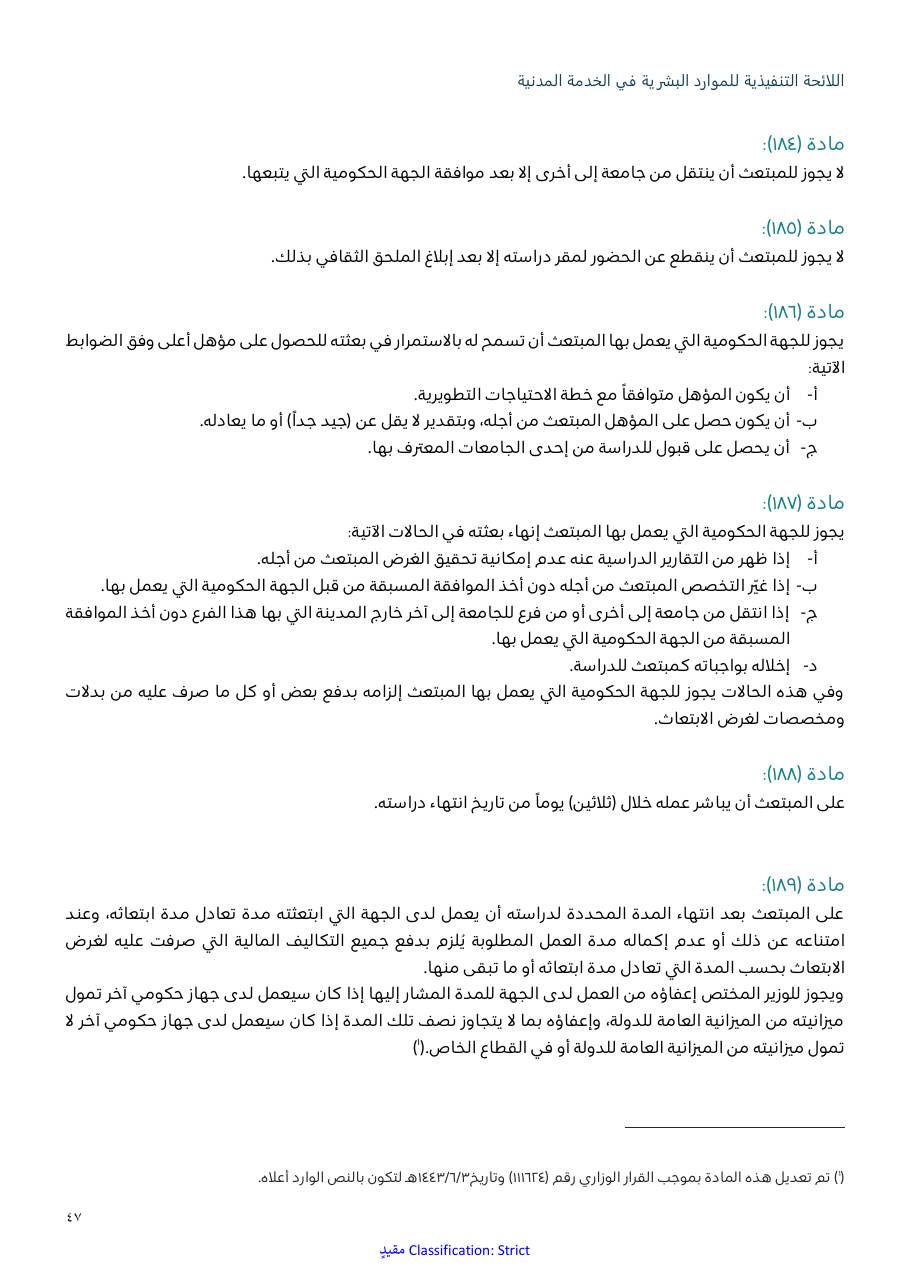 اللائحة التنفيذية للموارد البشرية في الخدمة المدنية
مادة (١٨٤):
لا يجوز للمبتعث أن ينتقل من جامعة إلى أخرى إلا بعد موافقة الجهة الحكومية التي يتبعها.
مادة (١٨٥):
لا يجوز للمبتعث أن ينقطع عن الحضور لمقر دراسته إلا بعد إبلاغ الملحق الثقافي بذلك.
مادة (١٨٦):
يجوز للجهة الحكومية التي يعمل بها المبتعث أن تسمح له بالاستمرار في بعثته للحصول على مؤهل أعلى وفق الضوابط
الآتية:
أ- أن يكون المؤهل متوافقاً مع خطة الاحتياجات التطويرية.
ب- أن يكون حصل على المؤهل المبتعث من أجله، وبتقدير لا يقل عن (جيد جداً) أو ما يعادله.
ج- أن يحصل على قبول للدراسة من إحدى الجامعات المعترف بها.
مادة (١٨٧):
يجوز للجهة الحكومية التي يعمل بها المبتعث إنهاء بعثته في الحالات الآتية:
أ- إذا ظهر من التقارير الدراسية عنه عدم إمكانية تحقيق الغرض المبتعث من أجله.
ب- إذا غيّر التخصص المبتعث من أجله دون أخذ الموافقة المسبقة من قبل الجهة الحكومية التي يعمل بها.
ج- إذا انتقل من جامعة إلى أخرى أو من فرع للجامعة إلى آخر خارج المدينة التي بها هذا الفرع دون أخذ الموافقة
المسبقة من الجهة الحكومية التي يعمل بها.
د- إخلاله بواجباته كمبتعث للدراسة.
وفي هذه الحالات يجوز للجهة الحكومية التي يعمل بها المبتعث إلزامه بدفع بعض أو كل ما صرف عليه من بدلات
ومخصصات لغرض الابتعاث.
مادة (١٨٨):
على المبتعث أن يباشر عمله خلال (ثلاثين) يوماً من تاريخ انتهاء دراسته.
مادة (١٨٩):
على المبتعث بعد انتهاء المدة المحددة لدراسته أن يعمل لدى الجهة التي ابتعثته مدة تعادل مدة ابتعاثه، وعند
امتناعه عن ذلك أو عدم إكماله مدة العمل المطلوبة يُلزم بدفع جميع التكاليف المالية التي صرفت عليه لغرض
الابتعاث بحسب المدة التي تعادل مدة ابتعاثه أو ما تبقى منها.
ويجوز للوزير المختص إعفاؤه من العمل لدى الجهة للمدة المشار إليها إذا كان سيعمل لدى جهاز حكومي آخر تمول
ميزانيته من الميزانية العامة للدولة، وإعفاؤه بما لا يتجاوز نصف تلك المدة إذا كان سيعمل لدى جهاز حكومي آخر لا
تمول ميزانيته من الميزانية العامة للدولة أو في القطاع الخاص.(١)
(١) تم تعديل هذه المادة بموجب القرار الوزاري رقم (١١١٦٢٤) وتاريخ١٤٤٣/٦/٣هـ لتكون بالنص الوارد أعلاه.
٤٧
Classification: Strict مقيدٍ